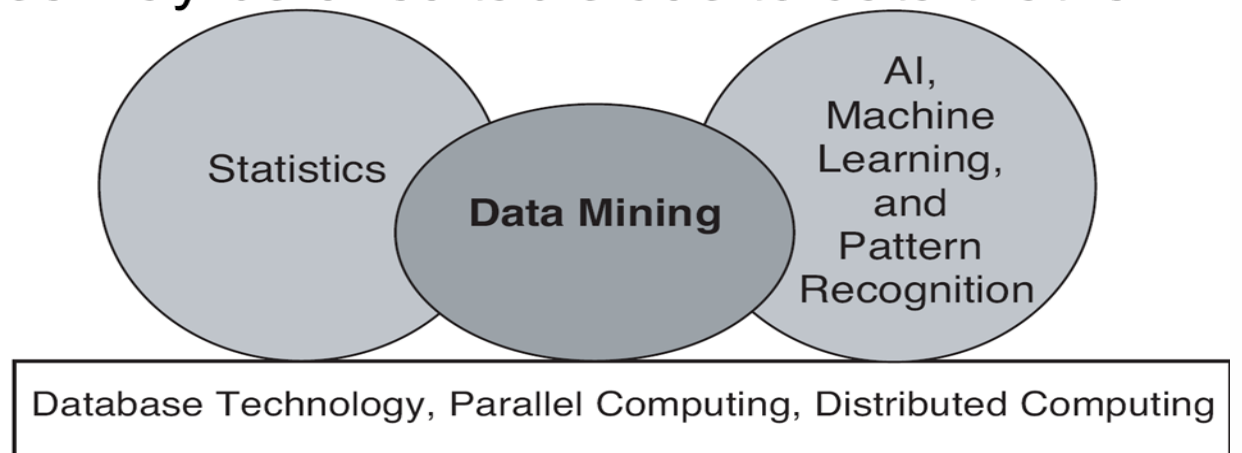 Statistics
Data Mining
AI,
Machine
Learning,
and
Pattern
Recognition
Database Technology, Parallel Computing, Distributed Computing